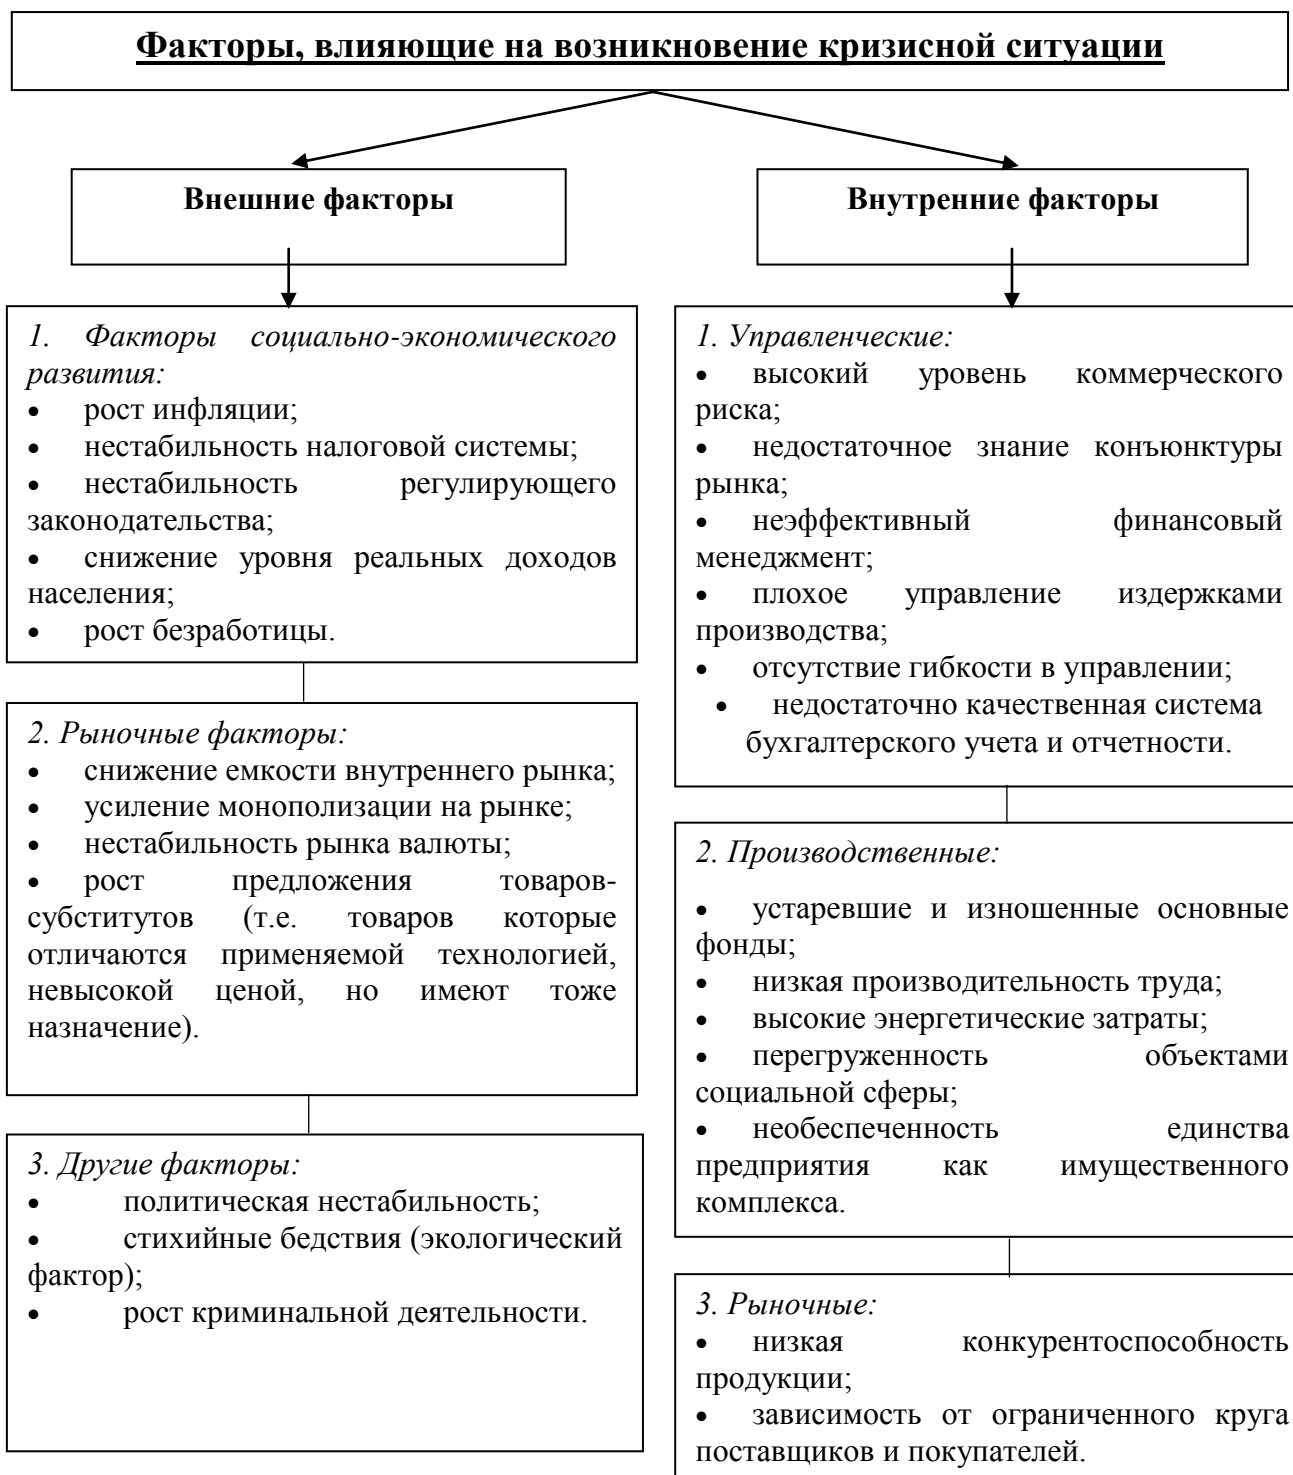 Факторы, влияющие на возникновение кризисной ситуации
Внешние факторы
1. Факторы социально-экономического
развития:
• рост инфляции;
• нестабильность налоговой системы;
• нестабильность регулирующего
законодательства;
• снижение уровня реальных доходов
населения;
• рост безработицы.
2. Рыночные факторы:
• снижение емкости внутреннего рынка;
• усиление монополизации на рынке;
• нестабильность рынка валюты;
• рост предложения товаров-
субститутов (т.е. товаров которые
отличаются применяемой технологией,
невысокой ценой, но имеют тоже
назначение).
3. Другие факторы:
• политическая нестабильность;
• стихийные бедствия (экологический
фактор);
• рост криминальной деятельности.
Внутренние факторы
1. Управленческие:
• высокий уровень коммерческого
риска;
• недостаточное знание конъюнктуры
рынка;
• неэффективный финансовый
менеджмент;
• плохое управление издержками
производства;
• отсутствие гибкости в управлении;
• недостаточно качественная система
бухгалтерского учета и отчетности.
2. Производственные:
• устаревшие и изношенные основные
фонды;
• низкая производительность труда;
• высокие энергетические затраты;
• перегруженность объектами
социальной сферы;
• необеспеченность единства
предприятия как имущественного
комплекса.
3. Рыночные:
• низкая конкурентоспособность
продукции;
• зависимость от ограниченного круга
поставщиков и покупателей.